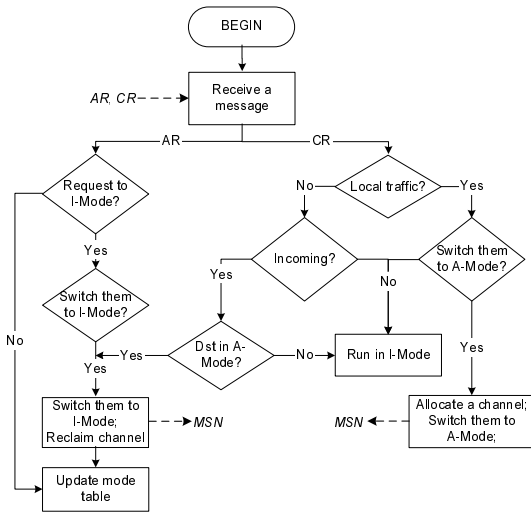 BEGIN
AR, CR
Receive a
message
AR
CR
Request to
I-Mode?
No
Local traffic?
Yes
Yes
Incoming?
Switch them
to A-Mode?
Switch them
to I-Mode?
Yes
No
No
Yes
Dst in A-
Mode?
No
Run in I-Mode
Yes
Yes
Switch them to
I-Mode;
Reclaim channel
MSN
MSN
Allocate a channel;
Switch them to
A-Mode;
Update mode
table